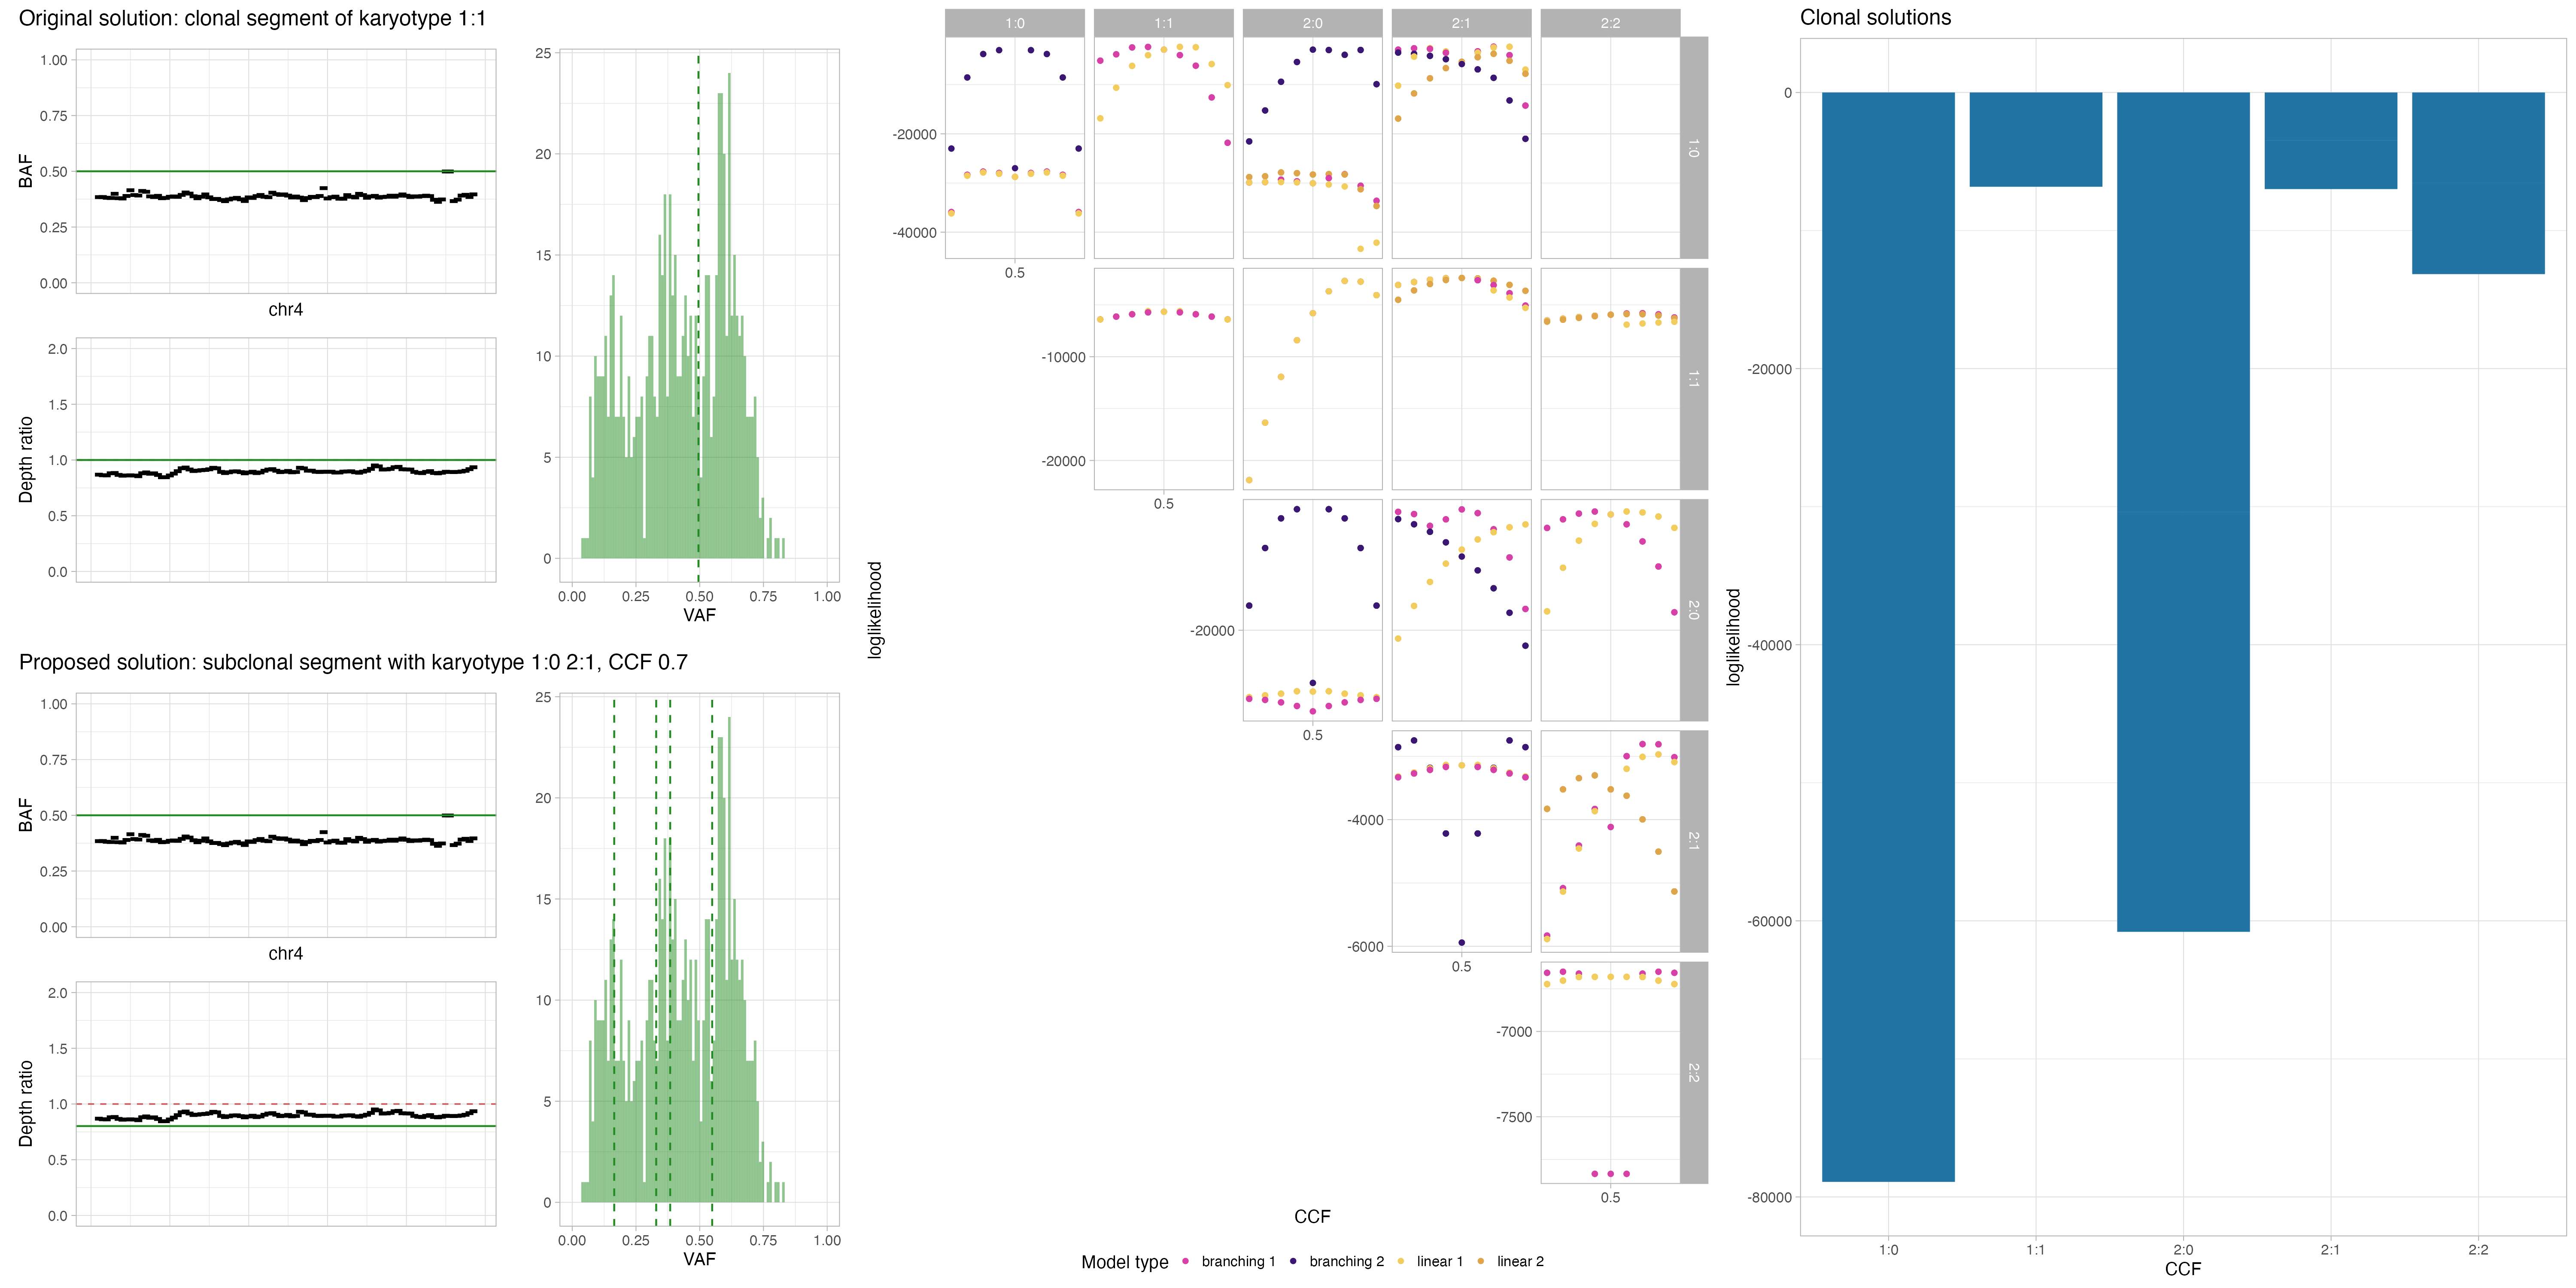 Original solution: clonal segment of karyotype 1:1
1.00
0.75
0.50
0.25
0.00
BAF
chr4
2.0
1.5
1.0
0.5
0.0
Depth ratio
25
20
15
10
5
0
0.00 0.25 0.50 0.75 1.00
VAF
Proposed solution: subclonal segment with karyotype 1:0 2:1, CCF 0.7
1.00
0.75
0.50
0.25
0.00
BAF
chr4
2.0
1.5
1.0
0.5
0.0
Depth ratio
25
20
15
10
5
0
0.00 0.25 0.50 0.75 1.00
VAF
1:0 1:1 2:0 2:1 2:2
-20000
-40000
0.5
1:0
-10000
-20000
0.5
1:1
-20000
0.5
2:0
-4000
-6000
0.5
2:1
-7000
-7500
0.5
2:2
loglikelihood
CCF
Model type branching 1 branching 2 linear 1 linear 2
Clonal solutions
0
-20000
-40000
-60000
-80000
loglikelihood
1:0 1:1 2:0 2:1 2:2
CCF